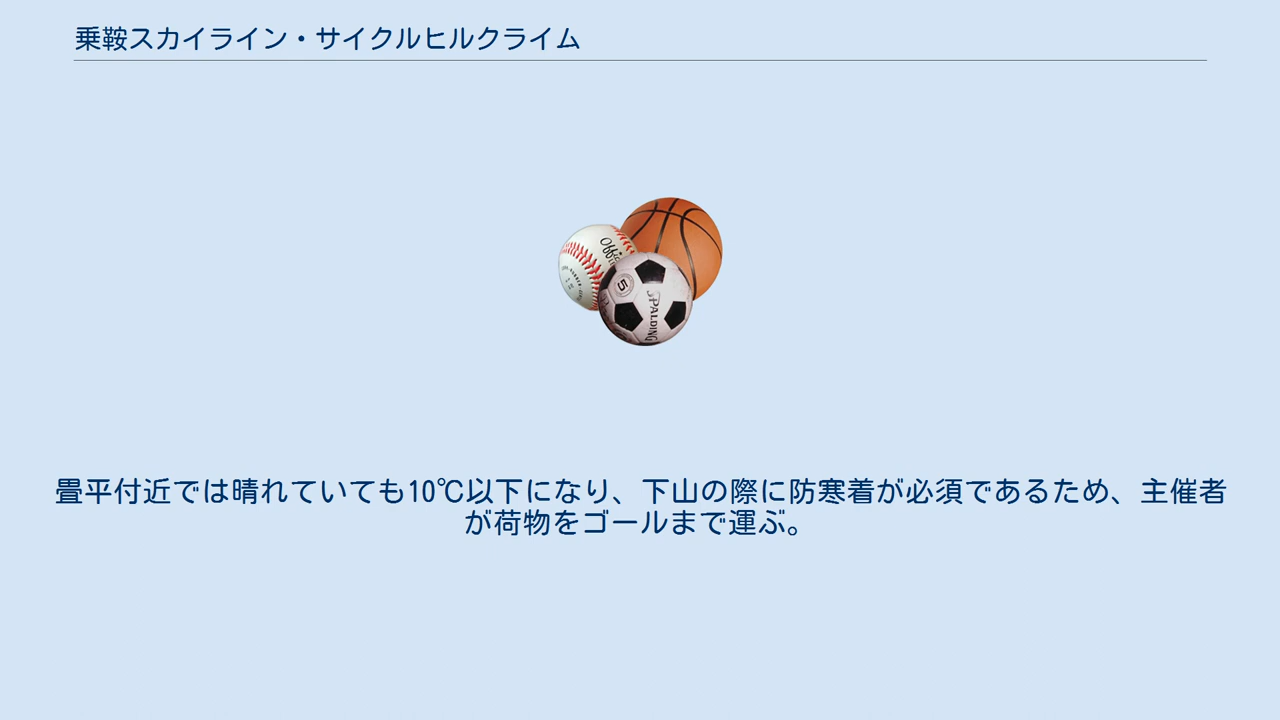 乗鞍スカイライン・サイクルヒルクライム
Offic
5
SPALDING
畳平付近では晴れていても10℃以下になり、下山の際に防寒着が必須であるため、主催者
が荷物をゴールまで運ぶ。